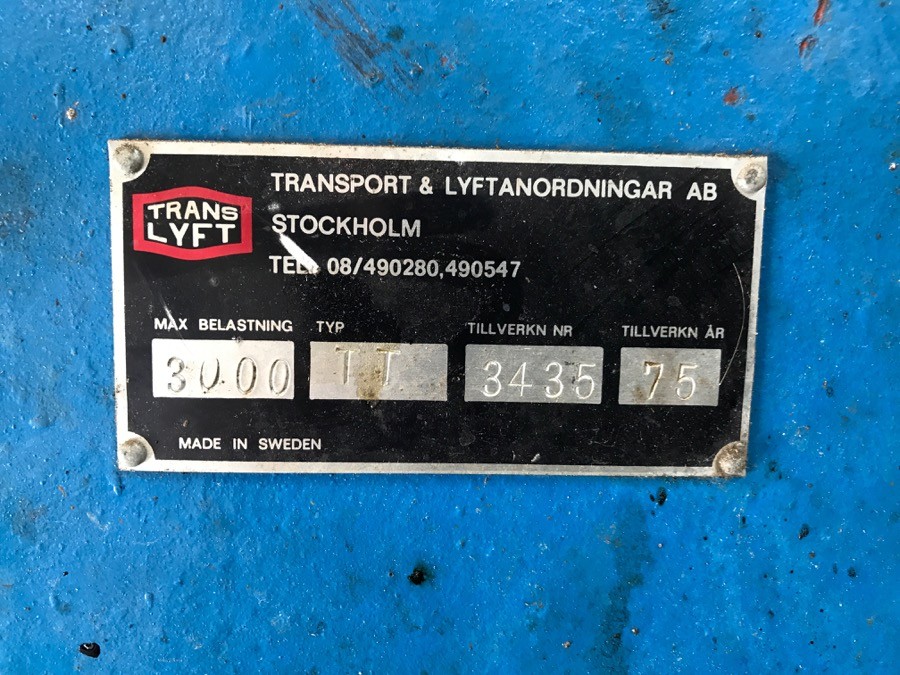 TRANS
LYFT
TRANSPORT & LYFTANORDNINGAR AB
STOCKHOLM
TEL. 08/490280,490547
MAX BELASTNING TYP TILLVERKN NR TILLVERKN ÅR
3000 TT 3435 75
MADE IN SWEDEN